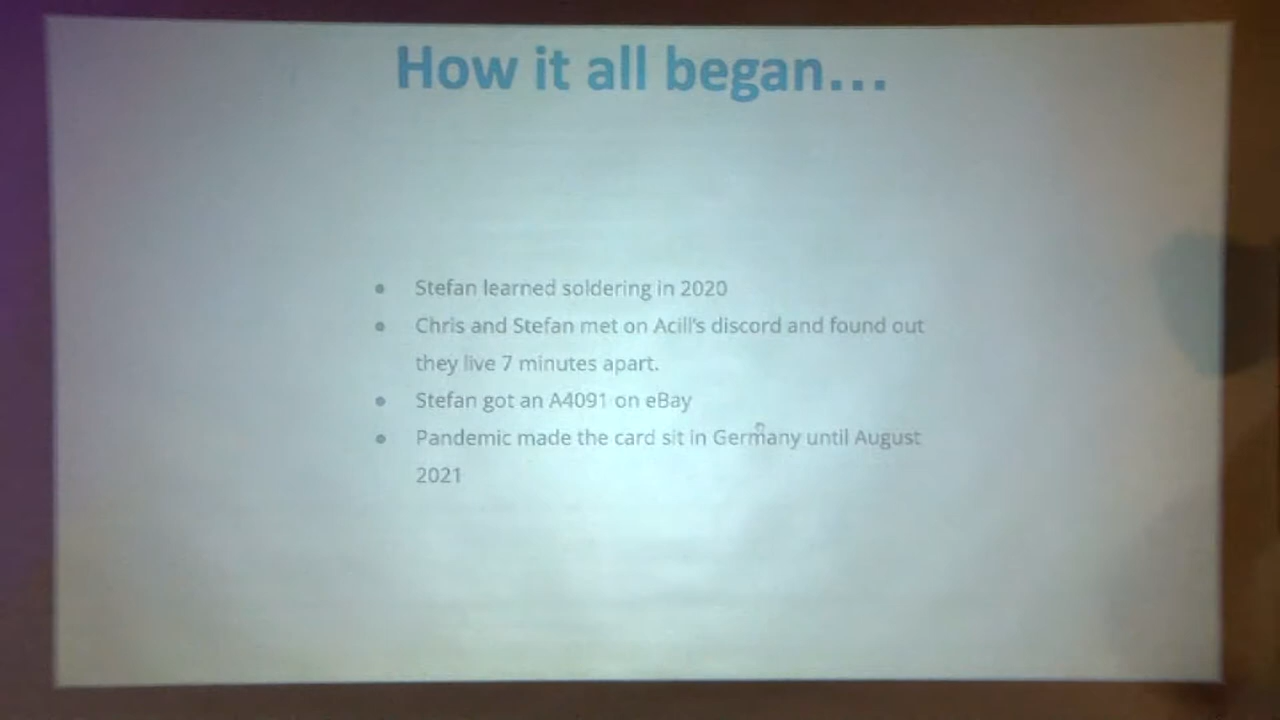 How it all began...
• Stefan learned soldering in 2020
• Chris and Stefan met on Acill's discord and found out
they live 7 minutes apart.
• Stefan got an A4091 on eBay
• Pandemic made the card sit in Germany until August
2021